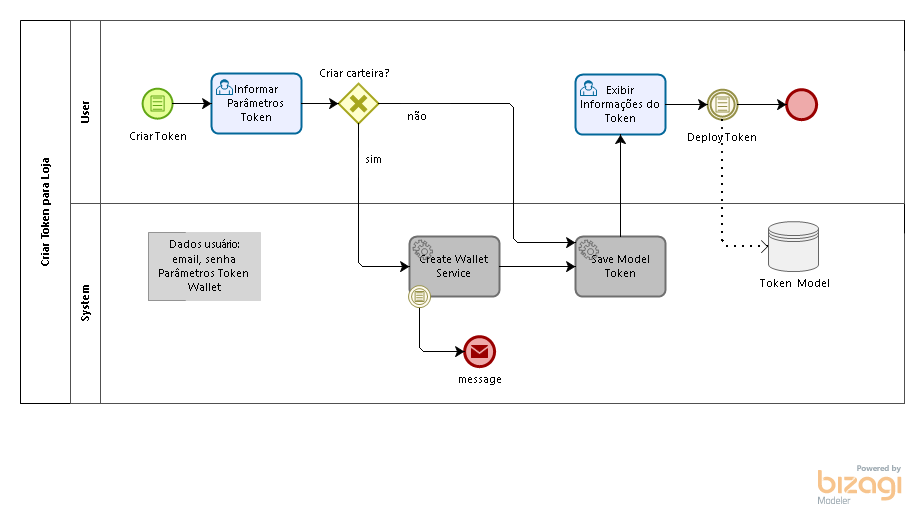 Criar Token para Loja
User
System
Criar Token
Informar
Parâmetros
Token
Criar carteira?
não
sim
Exibir
Informações do
Token
Deploy Token
Dados usuário:
email, senha
Parâmetros Token
Wallet
Create Wallet
Service
Save Model
Token
Token Model
message
Powered by
bizagi
Modeler